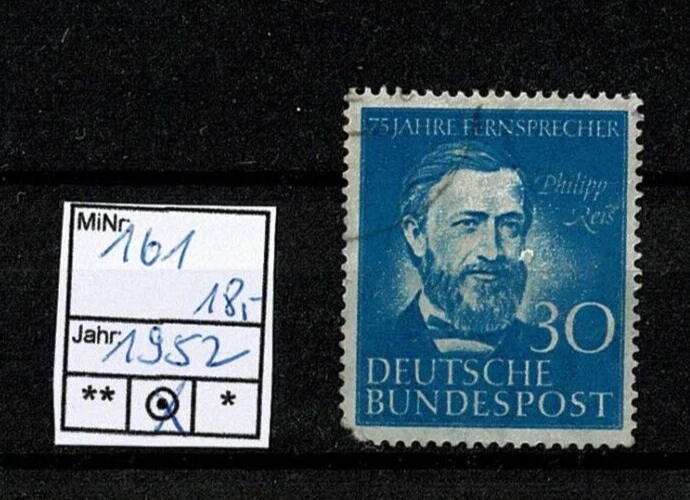 MiNr.
161
18,-
Jahr:
1952
** ⊙ *
75 JAHRE FERNSPRECHER
Philipp
Reis
30
DEUTSCHE
BUNDESPOST